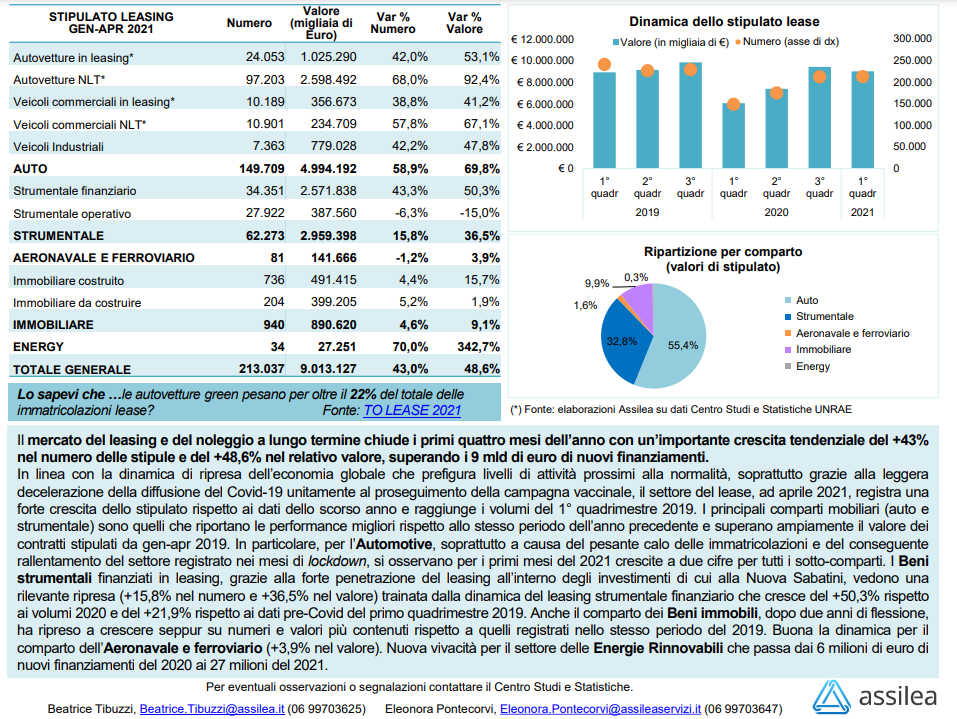 STIPULATO LEASING
GEN-APR 2021
Numero
Valore
(migliaia di
Euro)
Var %
Numero
Var %
Valore
Autovetture in leasing* 24.053 1.025.290 42,0% 53,1%
Autovetture NLT* 97.203 2.598.492 68,0% 92,4%
Veicoli commerciali in leasing* 10.189 356.673 38,8% 41,2%
Veicoli commerciali NLT* 10.901 234.709 57,8% 67,1%
Veicoli Industriali 7.363 779.028 42,2% 47,8%
AUTO 149.709 4.994.192 58,9% 69,8%
Strumentale finanziario 34.351 2.571.838 43,3% 50,3%
Strumentale operativo 27.922 387.560 -6,3% -15,0%
STRUMENTALE 62.273 2.959.398 15,8% 36,5%
AERONAVALE E FERROVIARIO 81 141.666 -1,2% 3,9%
Immobiliare costruito 736 491.415 4,4% 15,7%
Immobiliare da costruire 204 399.205 5,2% 1,9%
IMMOBILIARE 940 890.620 4,6% 9,1%
ENERGY 34 27.251 70,0% 342,7%
TOTALE GENERALE 213.037 9.013.127 43,0% 48,6%
Lo sapevi che …le autovetture green pesano per oltre il 22% del totale delle
immatricolazioni lease? Fonte: TO LEASE 2021
Dinamica dello stipulato lease
Valore (in migliaia di €) Numero (asse di dx)
€ 12.000.000
€ 10.000.000
€ 8.000.000
€ 6.000.000
€ 4.000.000
€ 2.000.000
€ 0
300.000
250.000
200.000
150.000
100.000
50.000
0
1° 2° 3° 1° 2° 3° 1°
quadr quadr quadr quadr quadr quadr quadr
2019 2020 2021
Ripartizione per comparto
(valori di stipulato)
0,3%
9,9%
1,6%
32,8%
55,4%
Auto
Strumentale
Aeronavale e ferroviario
Immobiliare
Energy
(*) Fonte: elaborazioni Assilea su dati Centro Studi e Statistiche UNRAE
Il mercato del leasing e del noleggio a lungo termine chiude i primi quattro mesi dell'anno con un'importante crescita tendenziale del +43%
nel numero delle stipule e del +48,6% nel relativo valore, superando i 9 mld di euro di nuovi finanziamenti.
In linea con la dinamica di ripresa dell'economia globale che prefigura livelli di attività prossimi alla normalità, soprattutto grazie alla leggera
decelerazione della diffusione del Covid-19 unitamente al proseguimento della campagna vaccinale, il settore del lease, ad aprile 2021, registra una
forte crescita dello stipulato rispetto ai dati dello scorso anno e raggiunge i volumi del 1° quadrimestre 2019. I principali comparti mobiliari (auto e
strumentale) sono quelli che riportano le performance migliori rispetto allo stesso periodo dell'anno precedente e superano ampiamente il valore dei
contratti stipulati da gen-apr 2019. In particolare, per l'Automotive, soprattutto a causa del pesante calo delle immatricolazioni e del conseguente
rallentamento del settore registrato nei mesi di lockdown, si osservano per i primi mesi del 2021 crescite a due cifre per tutti i sotto-comparti. I Beni
strumentali finanziati in leasing, grazie alla forte penetrazione del leasing all'interno degli investimenti di cui alla Nuova Sabatini, vedono una
rilevante ripresa (+15,8% nel numero e +36,5% nel valore) trainata dalla dinamica del leasing strumentale finanziario che cresce del +50,3% rispetto
ai volumi 2020 e del +21,9% rispetto ai dati pre-Covid del primo quadrimestre 2019. Anche il comparto dei Beni immobili, dopo due anni di flessione,
ha ripreso a crescere seppur su numeri e valori più contenuti rispetto a quelli registrati nello stesso periodo del 2019. Buona la dinamica per il
comparto dell'Aeronavale e ferroviario (+3,9% nel valore). Nuova vivacità per il settore delle Energie Rinnovabili che passa dai 6 milioni di euro di
nuovi finanziamenti del 2020 ai 27 milioni del 2021.
Per eventuali osservazioni o segnalazioni contattare il Centro Studi e Statistiche.
Beatrice Tibuzzi, Beatrice.Tibuzzi@assilea.it (06 99703625) Eleonora Pontecorvi, Eleonora.Pontecorvi@assileaservizi.it (06 99703647)
assilea